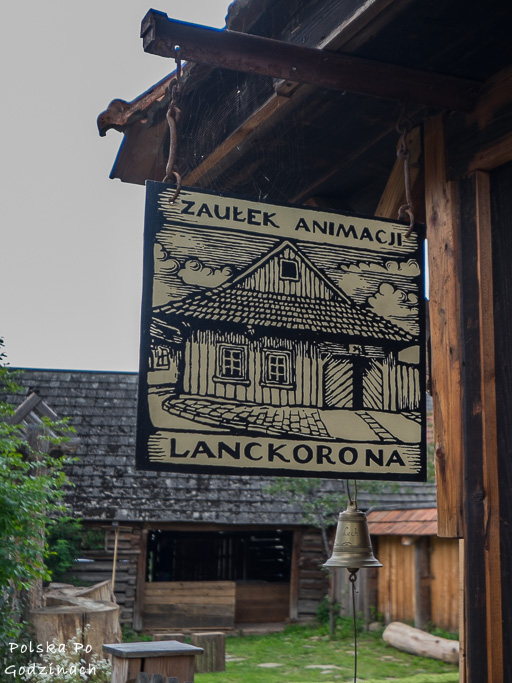 ZAUŁEK ANIMACJI
LANCKORONA
Polska Po
Godzinach